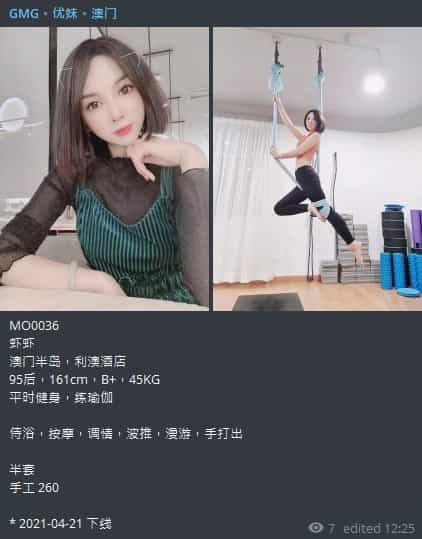 GMG·优妹·澳门
MO0036
虾虾
澳门半岛，利澳酒店
95后，161cm，B+，45KG
平时健身，练瑜伽
侍浴，按摩，调情，波推，漫游，手打出
半套
手工 260
* 2021-04-21 下线
7 edited 12:25